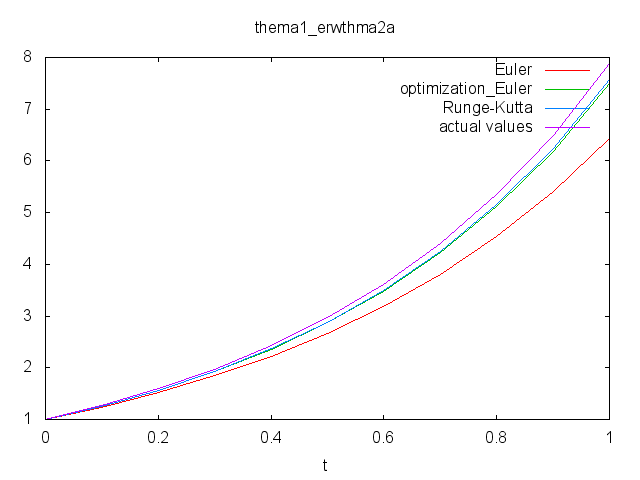 thema1_erwthma2a
8
7
6
5
4
3
2
1
Euler
optimization_Euler
Runge-Kutta
actual values
0 0.2 0.4 0.6 0.8 1
t